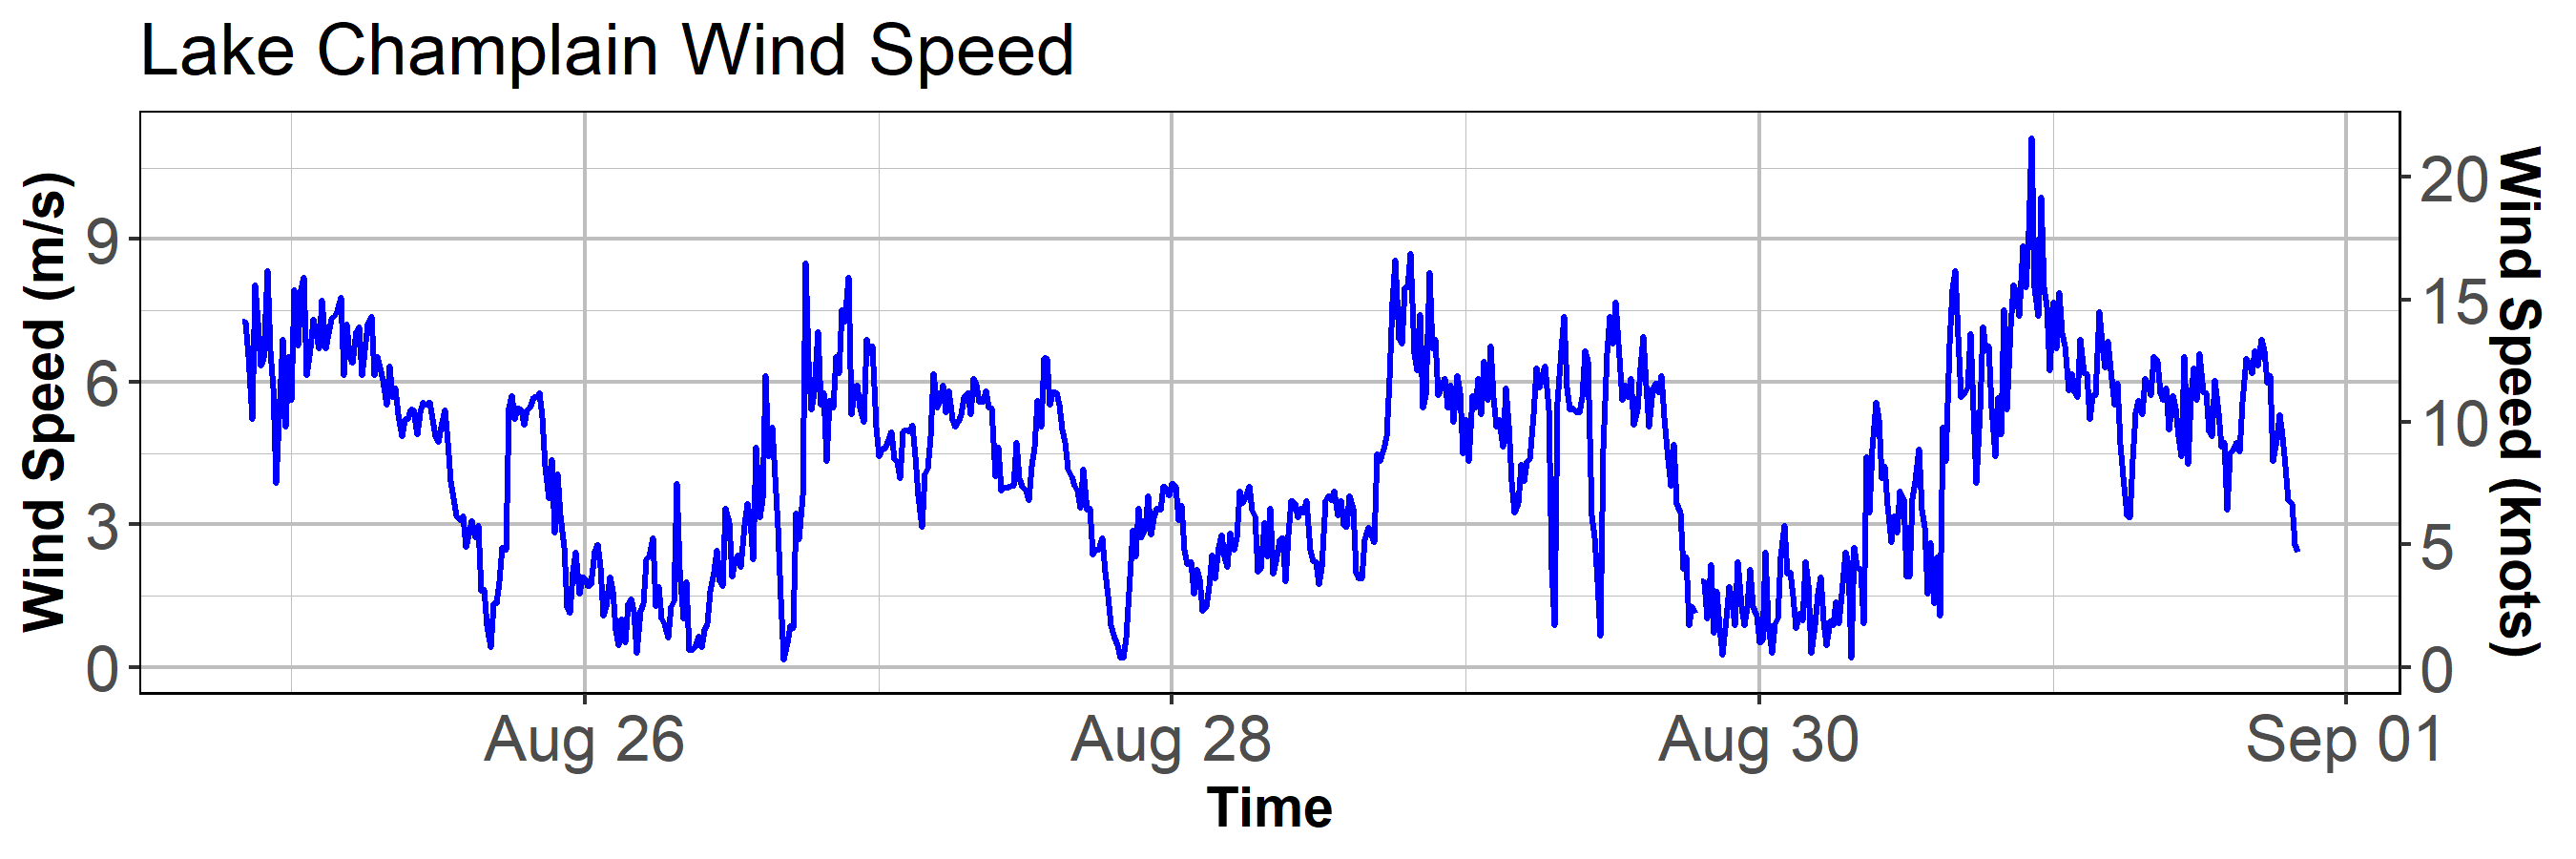 Lake Champlain Wind Speed
Wind Speed (m/s)
9
6
3
0
20
15
10
5
0
Wind Speed (knots)
Aug 26 Aug 28 Aug 30 Sep 01
Time